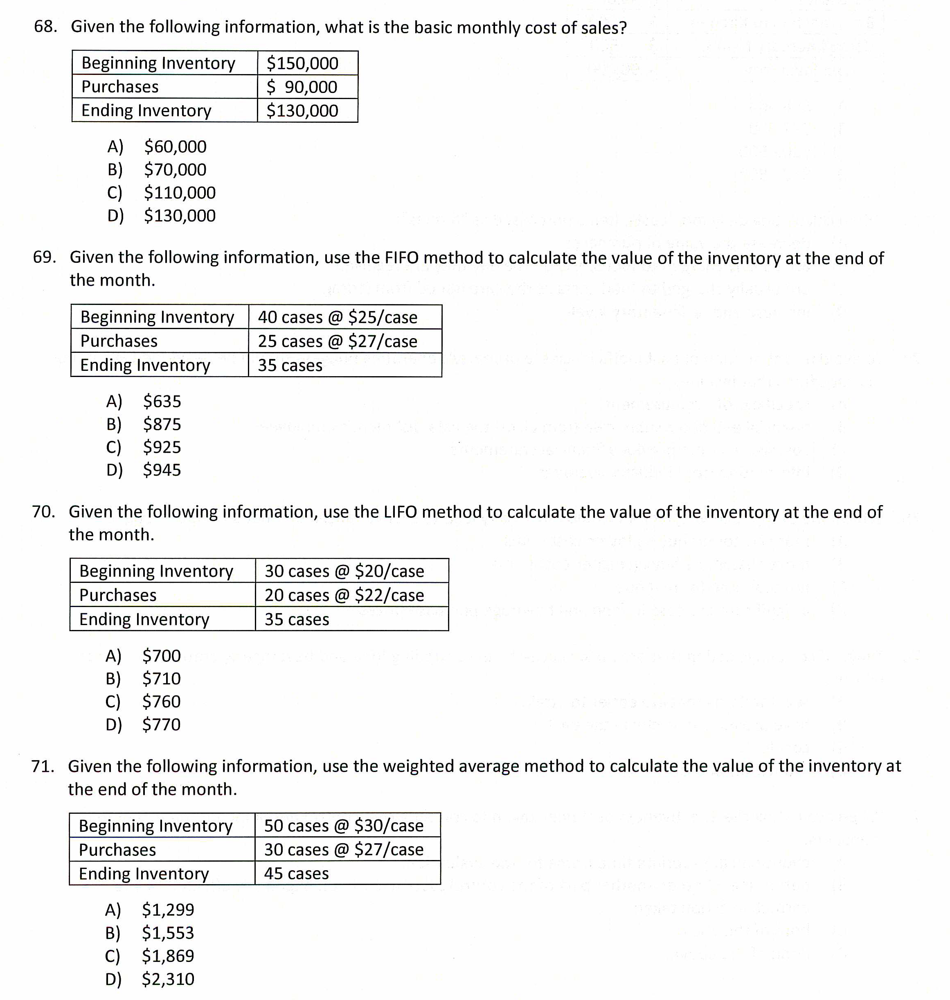 68. Given the following information, what is the basic monthly cost of sales?
Beginning Inventory $150,000
Purchases $ 90,000
Ending Inventory $130,000
A) $60,000
B) $70,000
C) $110,000
D) $130,000
69. Given the following information, use the FIFO method to calculate the value of the inventory at the end of
the month.
Beginning Inventory 40 cases @ $25/case
Purchases 25 cases @ $27/case
Ending Inventory 35 cases
A) $635
B) $875
C) $925
D) $945
70. Given the following information, use the LIFO method to calculate the value of the inventory at the end of
the month.
Beginning Inventory 30 cases @ $20/case
Purchases 20 cases @ $22/case
Ending Inventory 35 cases
A) $700
B) $710
C) $760
D) $770
71. Given the following information, use the weighted average method to calculate the value of the inventory at
the end of the month.
Beginning Inventory 50 cases @ $30/case
Purchases 30 cases @ $27/case
Ending Inventory 45 cases
A) $1,299
B) $1,553
C) $1,869
D) $2,310